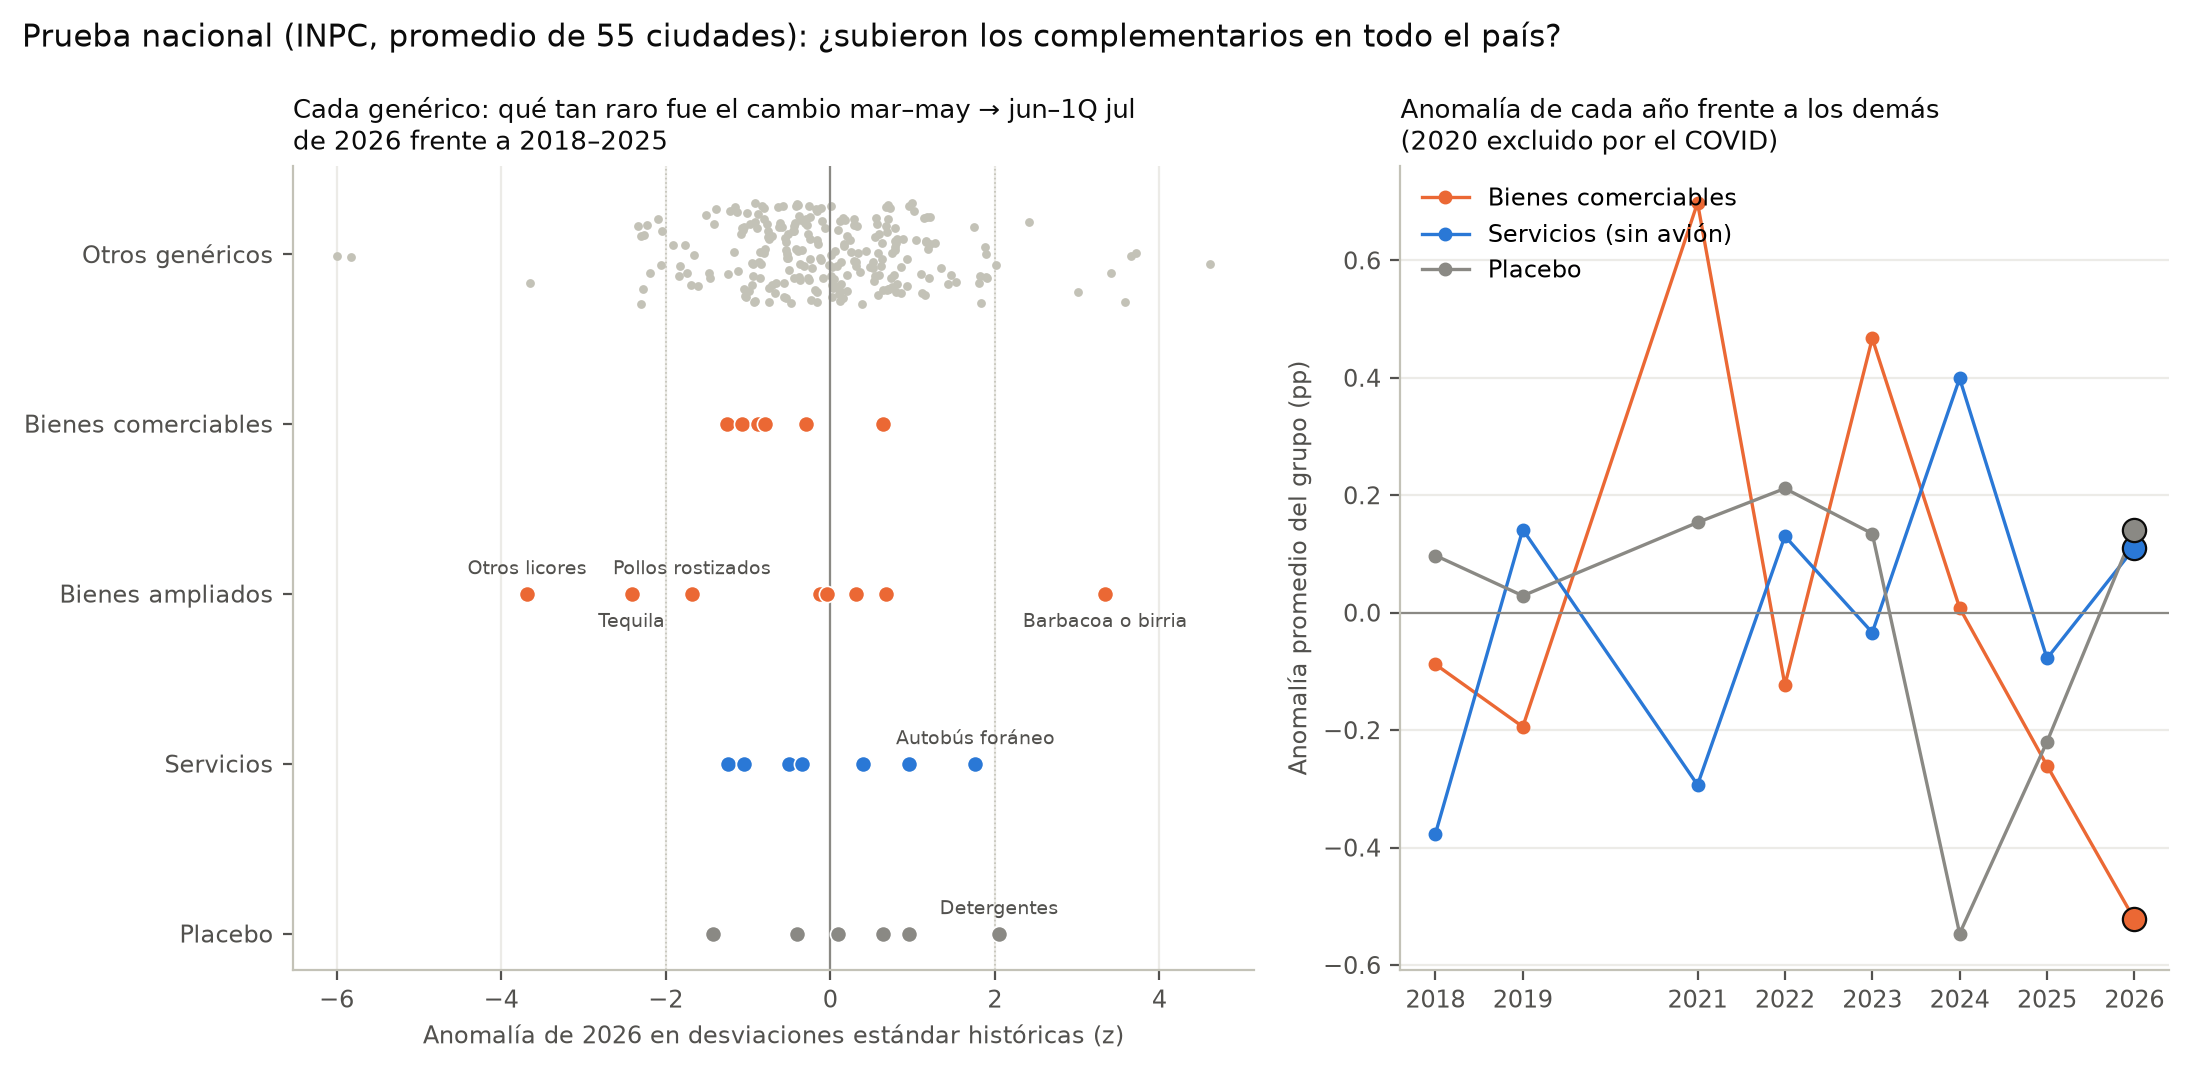 Prueba nacional (INPC, promedio de 55 ciudades): ¿subieron los complementarios en todo el país?
Cada genérico: qué tan raro fue el cambio mar–may → jun–1Q jul
de 2026 frente a 2018–2025
Otros genéricos
Bienes comerciables
Bienes ampliados
Servicios
Placebo
Otros licores
Pollos rostizados
Tequila
Barbacoa o birria
Autobús foráneo
Detergentes
−6
−4
−2
0
2
4
Anomalía de 2026 en desviaciones estándar históricas (z)
Anomalía de cada año frente a los demás
(2020 excluido por el COVID)
Bienes comerciables
Servicios (sin avión)
Placebo
Anomalía promedio del grupo (pp)
0.6
0.4
0.2
0.0
−0.2
−0.4
−0.6
2018
2019
2021
2022
2023
2024
2025
2026